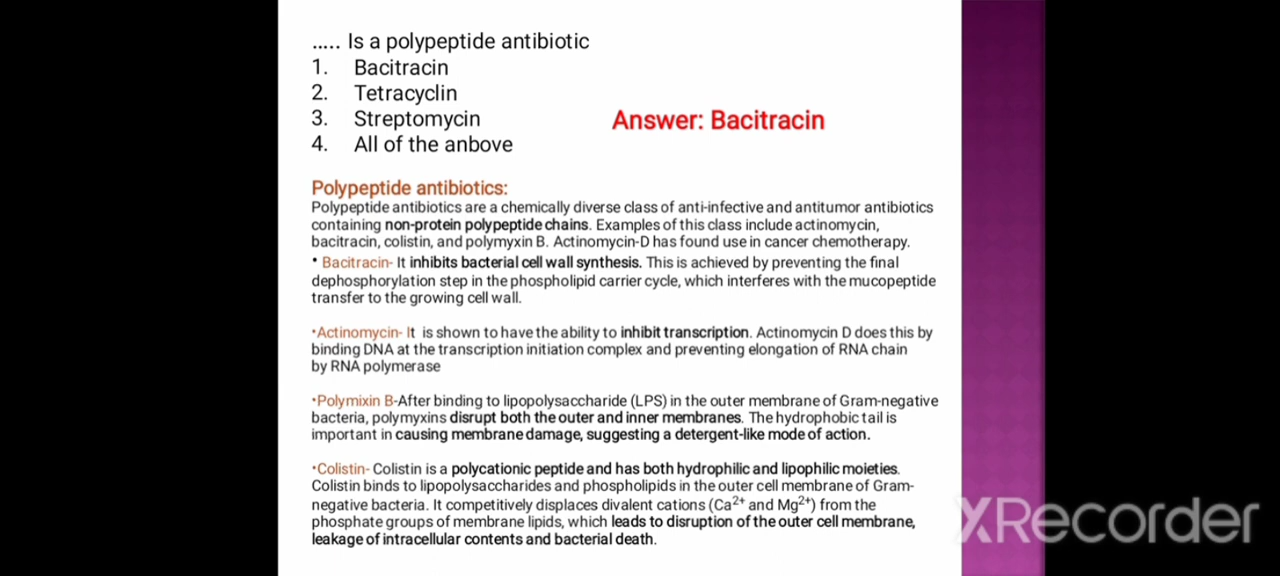 ..... Is a polypeptide antibiotic
1. Bacitracin
2. Tetracyclin
3. Streptomycin
4. All of the anbove
Answer: Bacitracin
Polypeptide antibiotics:
Polypeptide antibiotics are a chemically diverse class of anti-infective and antitumor antibiotics
containing non-protein polypeptide chains. Examples of this class include actinomycin,
bacitracin, colistin, and polymyxin B. Actinomycin-D has found use in cancer chemotherapy.
• Bacitracin- It inhibits bacterial cell wall synthesis. This is achieved by preventing the final
dephosphorylation step in the phospholipid carrier cycle, which interferes with the mucopeptide
transfer to the growing cell wall.
•Actinomycin- It is shown to have the ability to inhibit transcription. Actinomycin D does this by
binding DNA at the transcription initiation complex and preventing elongation of RNA chain
by RNA polymerase
•Polymixin B-After binding to lipopolysaccharide (LPS) in the outer membrane of Gram-negative
bacteria, polymyxins disrupt both the outer and inner membranes. The hydrophobic tail is
important in causing membrane damage, suggesting a detergent-like mode of action.
•Colistin- Colistin is a polycationic peptide and has both hydrophilic and lipophilic moieties.
Colistin binds to lipopolysaccharides and phospholipids in the outer cell membrane of Gram-
negative bacteria. It competitively displaces divalent cations (Ca²⁺ and Mg²⁺) from the
phosphate groups of membrane lipids, which leads to disruption of the outer cell membrane,
leakage of intracellular contents and bacterial death.
XRecorder